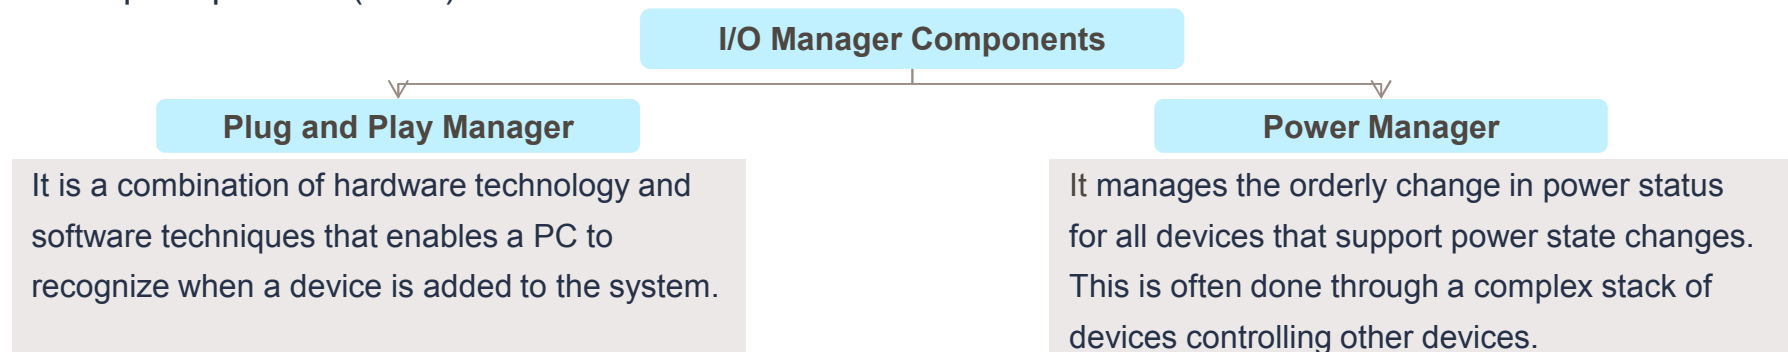 I/O Manager Components
Plug and Play Manager
Power Manager
It is a combination of hardware technology and
software techniques that enables a PC to
recognize when a device is added to the system.
It manages the orderly change in power status
for all devices that support power state changes.
This is often done through a complex stack of
devices controlling other devices.